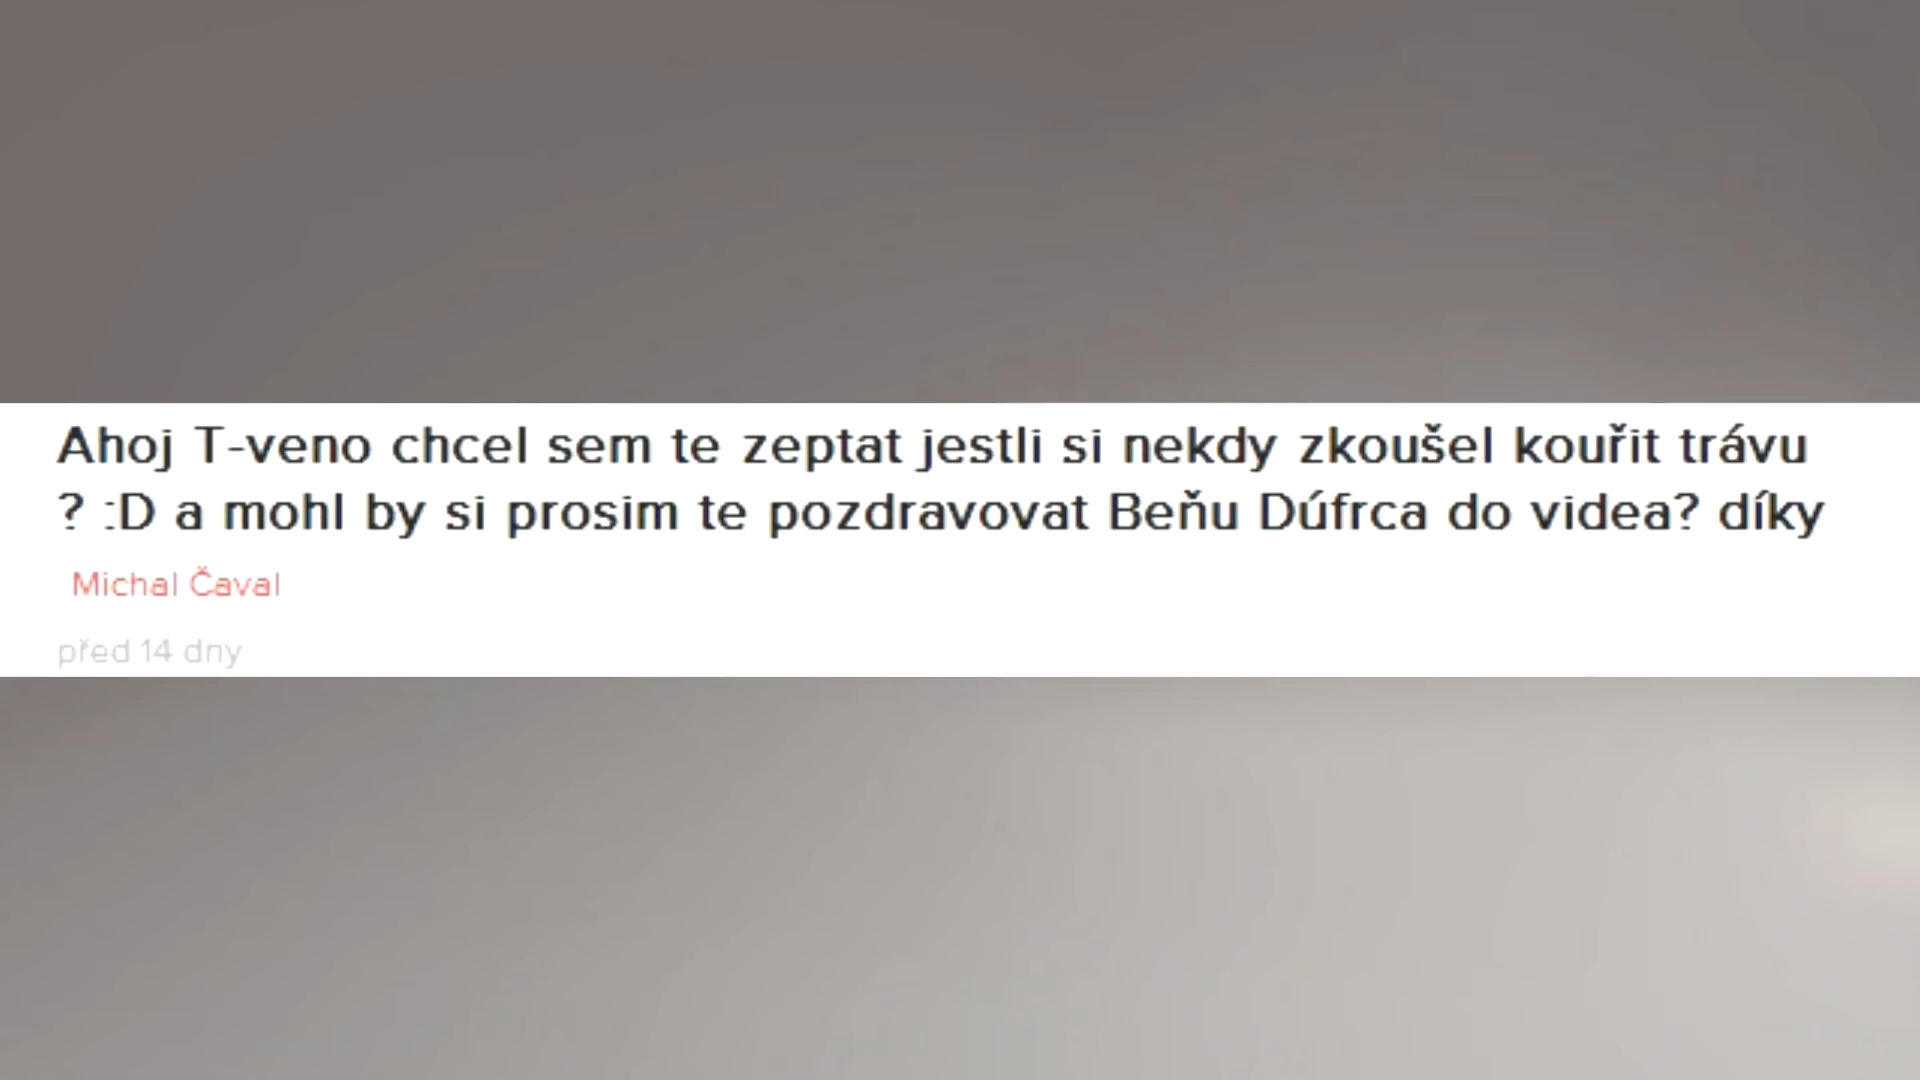 Ahoj T-veno chcel sem te zeptat jestli si nekdy zkoušel kouřit trávu
? :D a mohl by si prosim te pozdravovat Beňu Dúfrca do videa? díky
Michal Čaval
před 14 dny